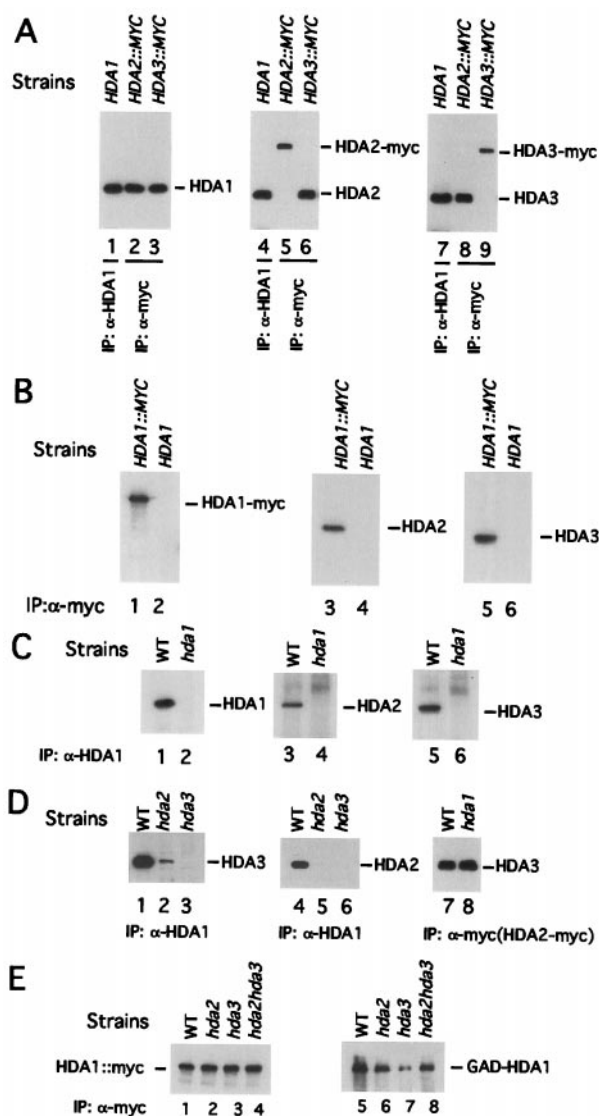 A
Strains
HDA1 HDA2::MYC HDA3::MYC
HDA1 HDA2::MYC HDA3::MYC
HDA1 HDA2::MYC HDA3::MYC
– HDA1
– HDA2-myc
– HDA2
– HDA3-myc
– HDA3
1 2 3
4 5 6
7 8 9
IP: α-HDA1 IP: α-myc
IP: α-HDA1 IP: α-myc
IP: α-HDA1 IP: α-myc
B
Strains
HDA1::MYC HDA1
HDA1::MYC HDA1
HDA1::MYC HDA1
– HDA1-myc
– HDA2
– HDA3
IP:α-myc 1 2 3 4 5 6
C
Strains
WT hda1
WT hda1
WT hda1
– HDA1
– HDA2
– HDA3
IP: α-HDA1 1 2 3 4 5 6
D
Strains
WT hda2 hda3
WT hda2 hda3
WT hda1
– HDA3
– HDA2
– HDA3
1 2 3 4 5 6 7 8
IP: α-HDA1 IP: α-HDA1 IP: α-myc(HDA2-myc)
E
Strains
WT hda2 hda3 hda2hda3
WT hda2 hda3 hda2hda3
HDA1::myc –
– GAD-HDA1
IP: α-myc 1 2 3 4 5 6 7 8